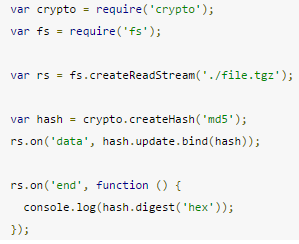 var crypto = require('crypto');
var fs = require('fs');
var rs = fs.createReadStream('./file.tgz');
var hash = crypto.createHash('md5');
rs.on('data', hash.update.bind(hash));
rs.on('end', function () {
  console.log(hash.digest('hex'));
});